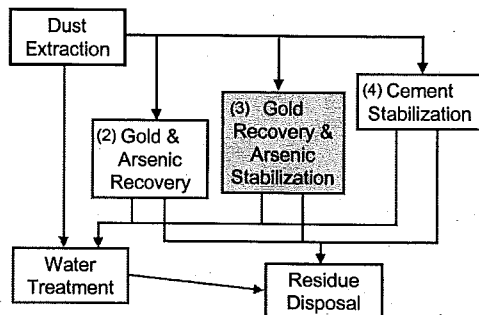 Dust
Extraction
(2) Gold &
Arsenic
Recovery
(3) Gold
Recovery &
Arsenic
Stabilization
(4) Cement
Stabilization
Water
Treatment
Residue
Disposal